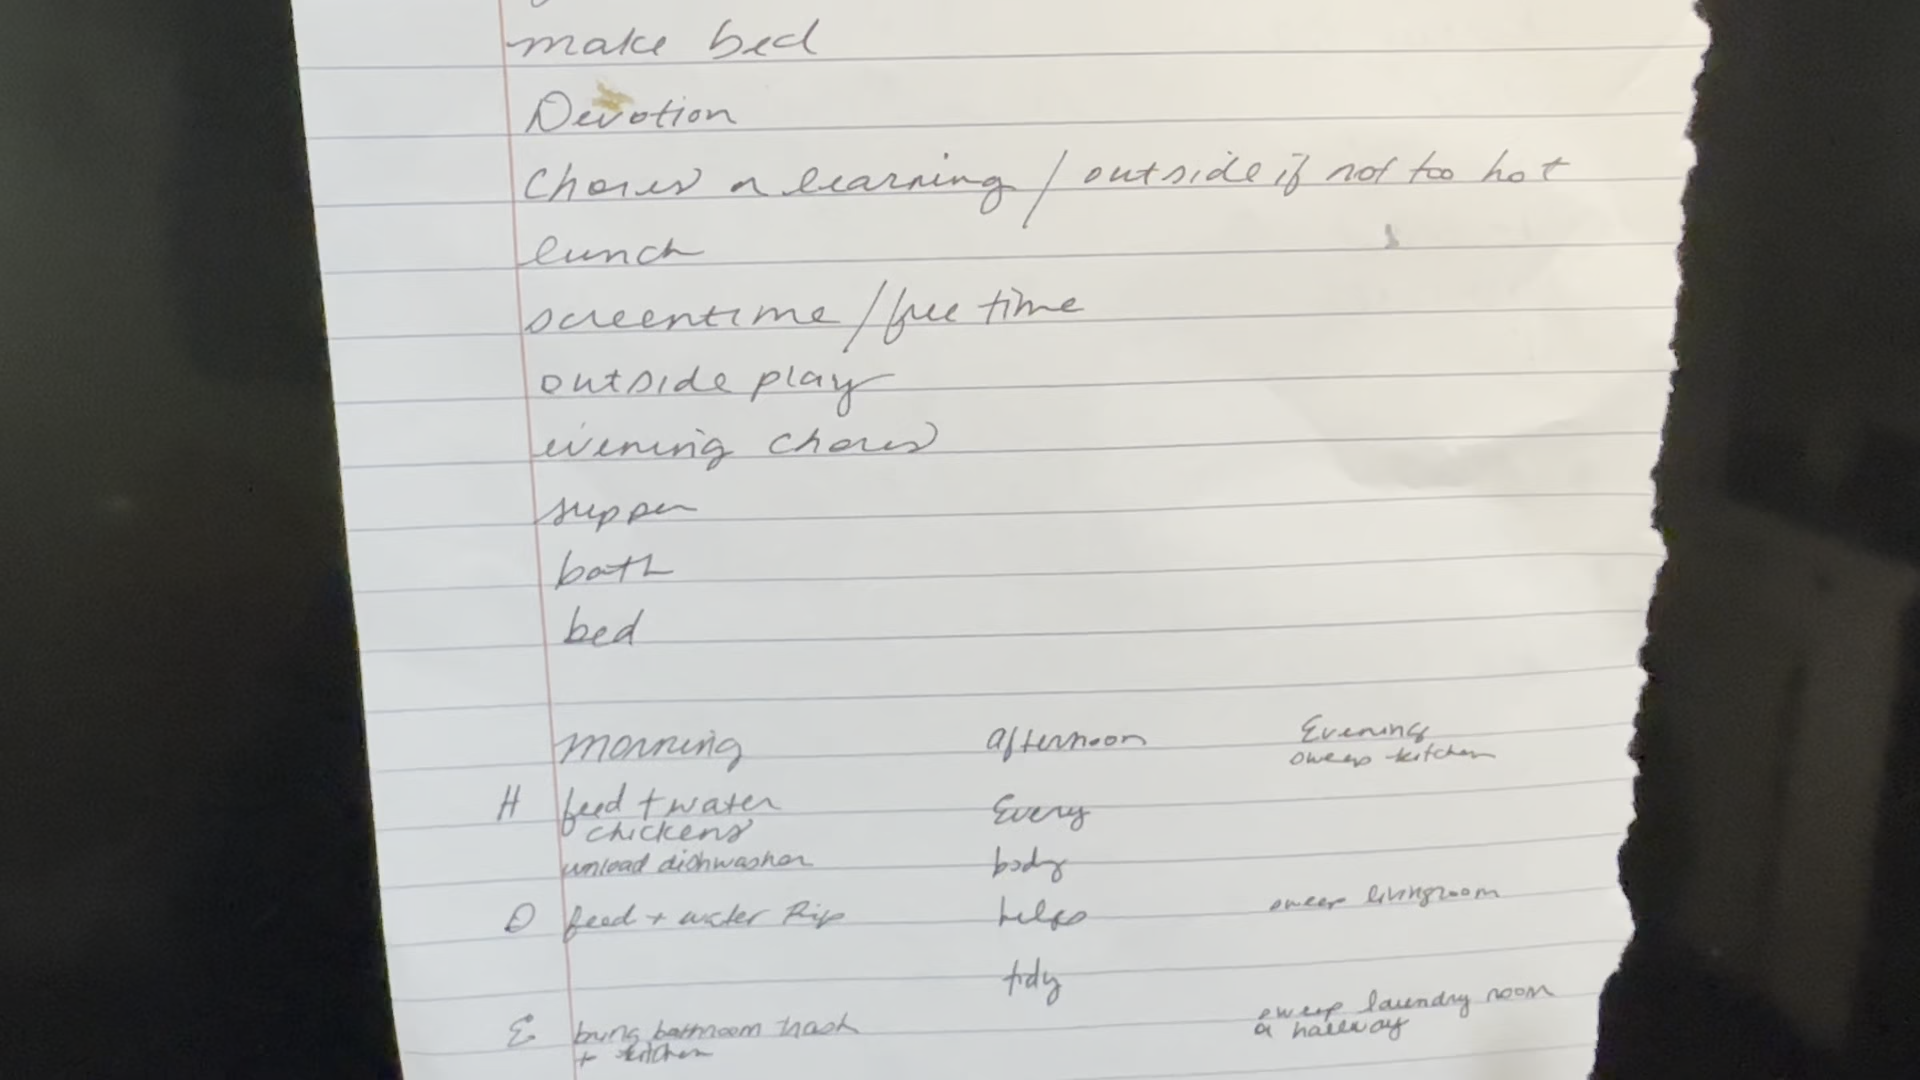 make bed
Devotion
Chores or learning / outside if not too hot
lunch
screentime / free time
outside play
evening chores
supper
bath
bed
morning afternoon Evening
sweep kitchen
H feed + water Every
chickens
unload dishwasher body
D feed + water helps sweep livingroom
tidy
E bring bathroom trash sweep laundry room
+ kitchen & hallway